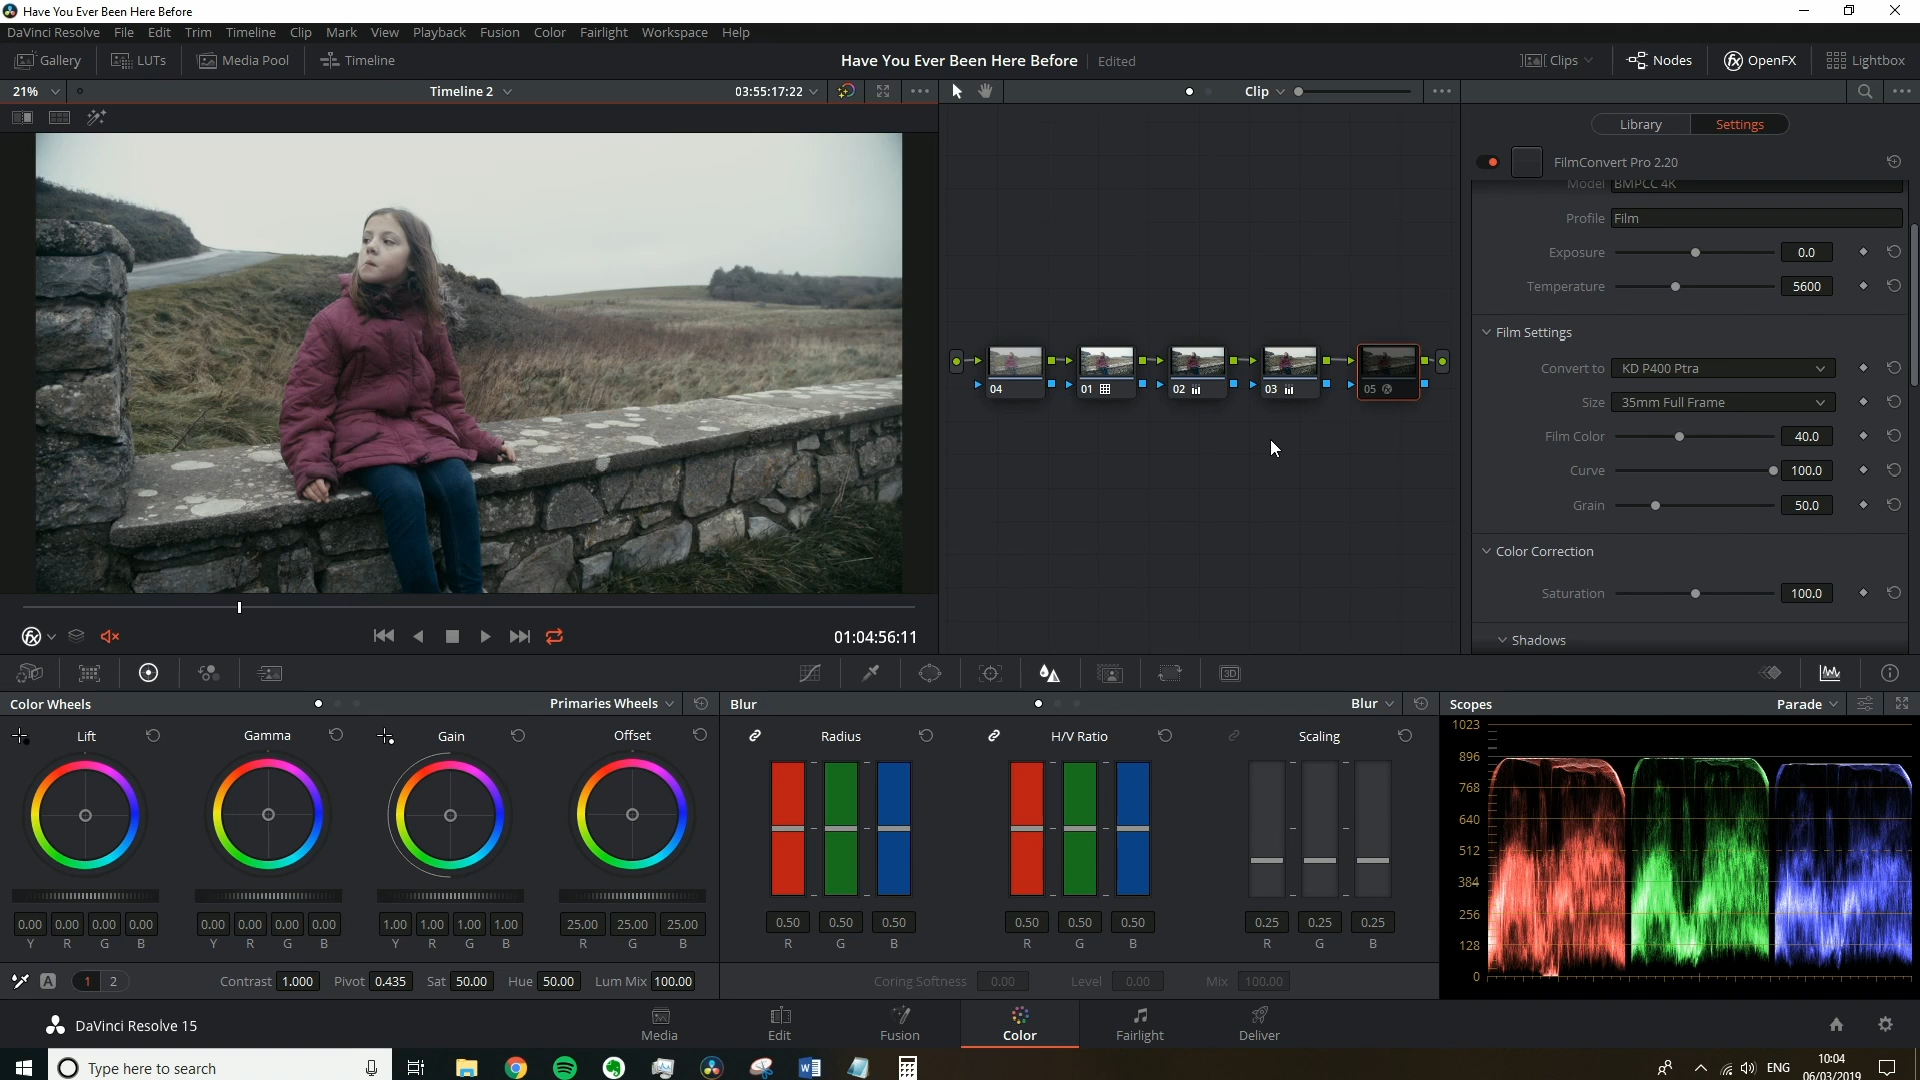 Have You Ever Been Here Before
DaVinci Resolve File Edit Trim Timeline Clip Mark View Playback Fusion Color Fairlight Workspace Help
Gallery LUTs Media Pool Timeline Have You Ever Been Here Before Edited Clips Nodes OpenFX Lightbox
21% Timeline 2 03:55:17:22 Clip
Library Settings
FilmConvert Pro 2.20
Model BMPCC 4K
Profile Film
Exposure 0.0
Temperature 5600
Film Settings
Convert to KD P400 Ptra
Size 35mm Full Frame
Film Color 40.0
Curve 100.0
Grain 50.0
Color Correction
Saturation 100.0
Shadows
04 01 02 03 05
01:04:56:11
3D
Color Wheels Primaries Wheels Blur Blur Scopes Parade
Lift Gamma Gain Offset Radius H/V Ratio Scaling
1023
896
768
640
512
384
256
128
0
0.00 0.00 0.00 0.00 0.00 0.00 0.00 0.00 1.00 1.00 1.00 1.00 25.00 25.00 25.00 0.50 0.50 0.50 0.50 0.50 0.50 0.25 0.25 0.25
Y R G B Y R G B Y R G B R G B R G B R G B R G B
A 1 2 Contrast 1.000 Pivot 0.435 Sat 50.00 Hue 50.00 Lum Mix 100.00 Coring Softness 0.00 Level 0.00 Mix 100.00
DaVinci Resolve 15 Media Edit Fusion Color Fairlight Deliver
Type here to search ENG 10:04
06/03/2019